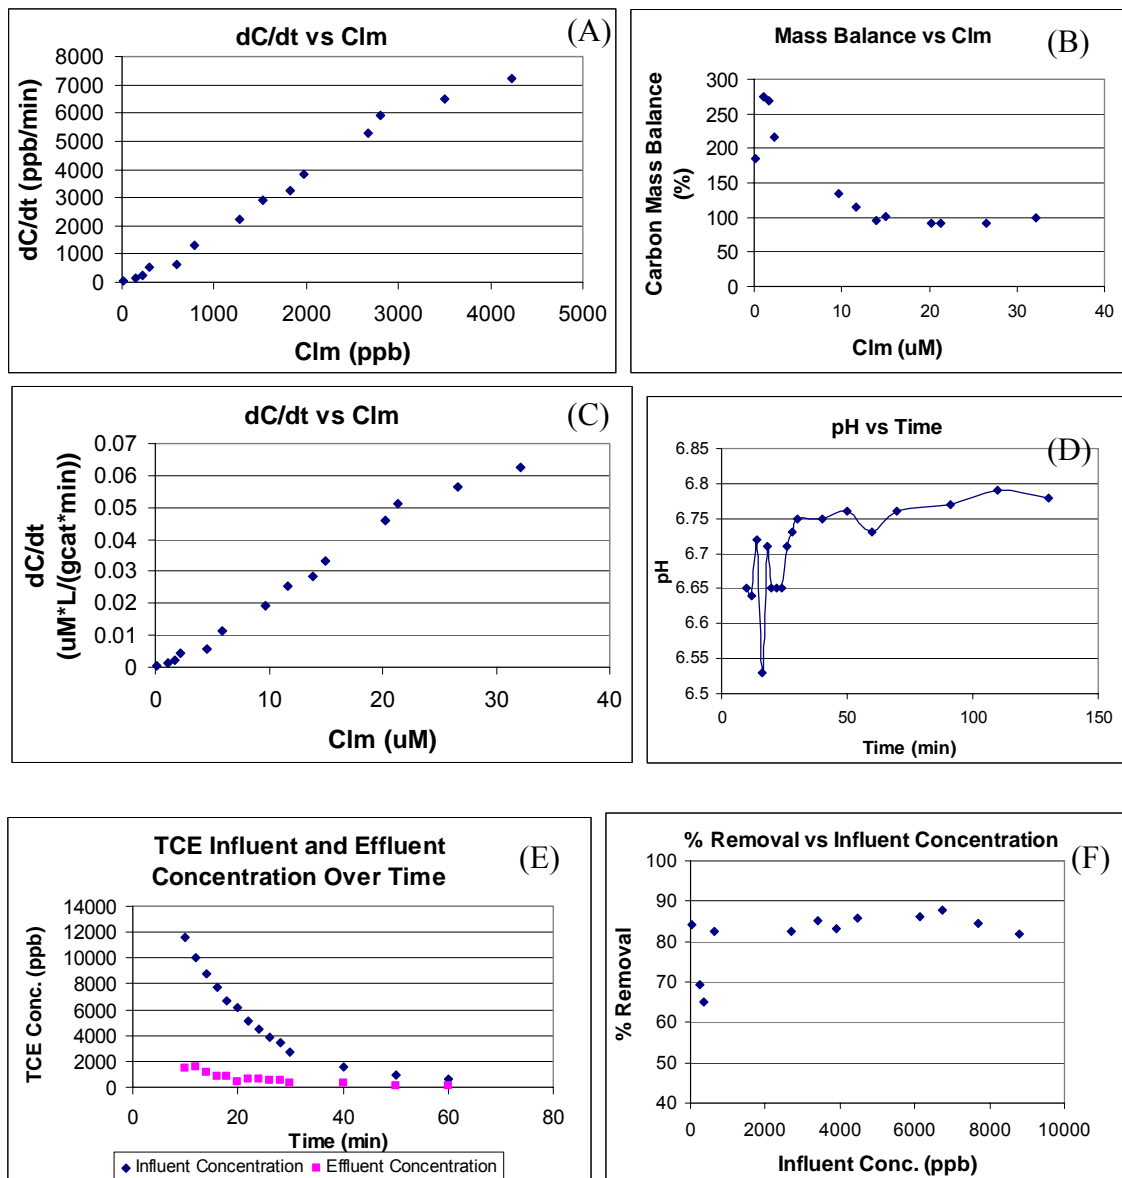 dC/dt vs Clm
(A)
8000
7000
6000
5000
4000
3000
2000
1000
0
dC/dt (ppb/min)
0 1000 2000 3000 4000 5000
Clm (ppb)
Mass Balance vs Clm
(B)
300
250
200
150
100
50
0
Carbon Mass Balance
(%)
0 10 20 30 40
Clm (uM)
dC/dt vs Clm
(C)
0.07
0.06
0.05
0.04
0.03
0.02
0.01
0
dC/dt
(uM*L/(gcat*min))
0 10 20 30 40
Clm (uM)
pH vs Time
(D)
6.85
6.8
6.75
6.7
6.65
6.6
6.55
6.5
pH
0 50 100 150
Time (min)
TCE Influent and Effluent
Concentration Over Time
(E)
14000
12000
10000
8000
6000
4000
2000
0
TCE Conc. (ppb)
0 20 40 60 80
Time (min)
Influent Concentration Effluent Concentration
% Removal vs Influent Concentration
(F)
100
90
80
70
60
50
40
% Removal
0 2000 4000 6000 8000 10000
Influent Conc. (ppb)